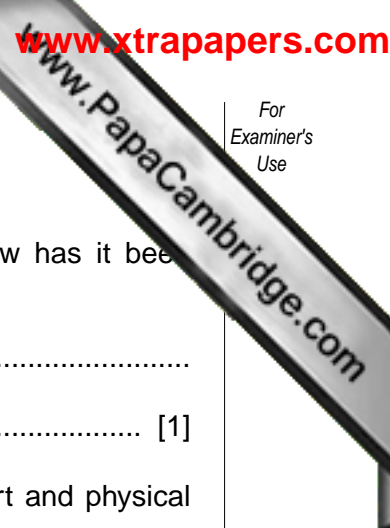 www.xtrapapers.com
www.PapaCambridge.com
For
Examiner's
Use
w has it bee
.......................
................. [1]
rt and physical